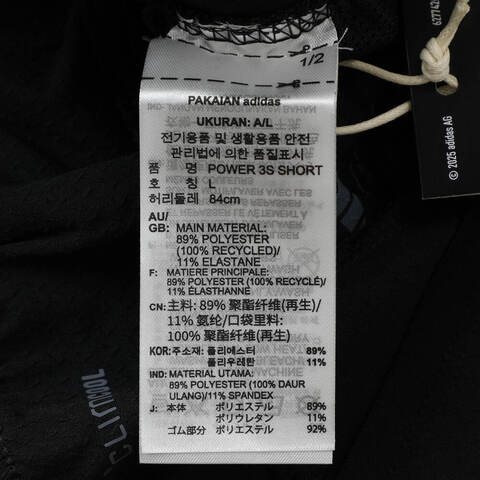 1/2
PAKAIAN adidas
UKURAN: A/L
전기용품 및 생활용품 안전
관리법에 의한 품질표시
품 명 POWER 3S SHORT
호 칭 L
허리둘레 84cm
AU/
GB: MAIN MATERIAL:
89% POLYESTER
(100% RECYCLED)/
11% ELASTANE
F: MATIERE PRINCIPALE:
89% POLYESTER (100% RECYCLÉ)/
11% ÉLASTHANNE
CN: 主料: 89% 聚酯纤维(再生)/
11% 氨纶/口袋里料:
100% 聚酯纤维(再生)
KOR: 주소재: 폴리에스터 89%
폴리우레탄 11%
IND: MATERIAL UTAMA:
89% POLYESTER (100% DAUR
ULANG)/11% SPANDEX
J: 本体 ポリエステル 89%
ポリウレタン 11%
ゴム部分 ポリエステル 92%
© 2025 adidas AG